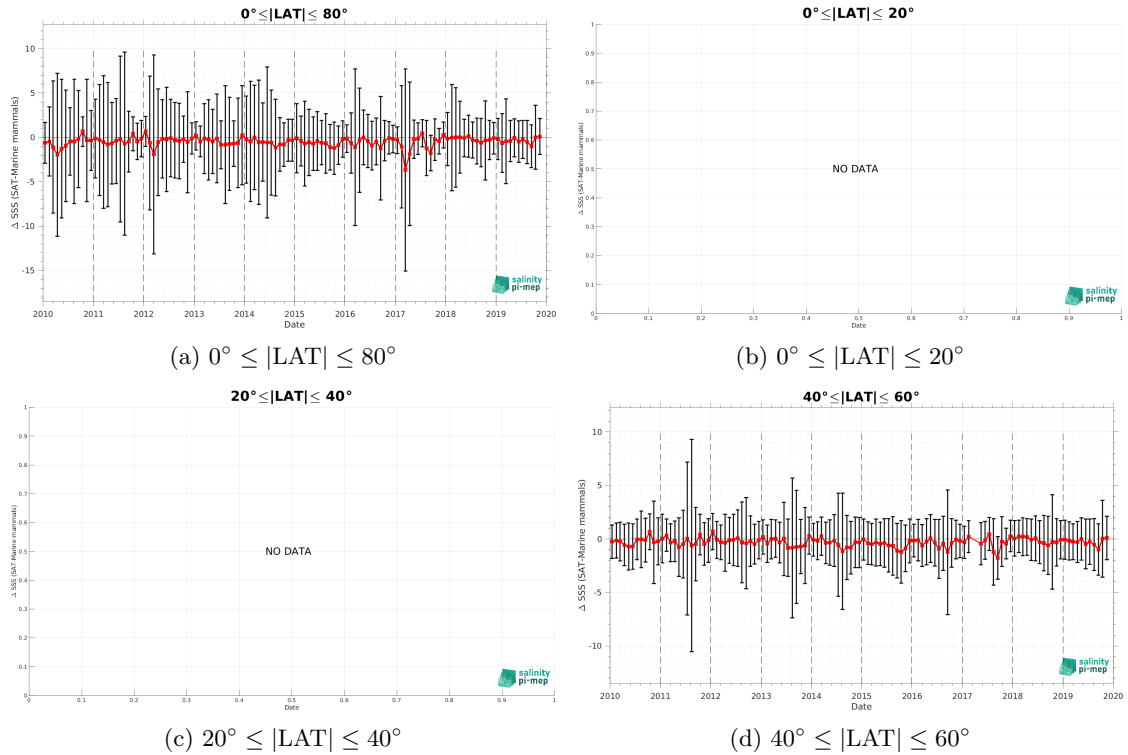 0°≤|LAT|≤ 80°
10
5
0
-5
-10
-15
Δ SSS (SAT-Marine mammals)
2010 2011 2012 2013 2014 2015 2016 2017 2018 2019 2020
Date
salinity
pi-mep
(a) 0° ≤ |LAT| ≤ 80°
0°≤|LAT|≤ 20°
1
0.9
0.8
0.7
0.6
0.5
0.4
0.3
0.2
0.1
0
Δ SSS (SAT-Marine mammals)
NO DATA
0 0.1 0.2 0.3 0.4 0.5 0.6 0.7 0.8 0.9 1
Date
salinity
pi-mep
(b) 0° ≤ |LAT| ≤ 20°
20°≤|LAT|≤ 40°
1
0.9
0.8
0.7
0.6
0.5
0.4
0.3
0.2
0.1
0
Δ SSS (SAT-Marine mammals)
NO DATA
0 0.1 0.2 0.3 0.4 0.5 0.6 0.7 0.8 0.9 1
Date
salinity
pi-mep
(c) 20° ≤ |LAT| ≤ 40°
40°≤|LAT|≤ 60°
10
5
0
-5
-10
Δ SSS (SAT-Marine mammals)
2010 2011 2012 2013 2014 2015 2016 2017 2018 2019 2020
Date
salinity
pi-mep
(d) 40° ≤ |LAT| ≤ 60°